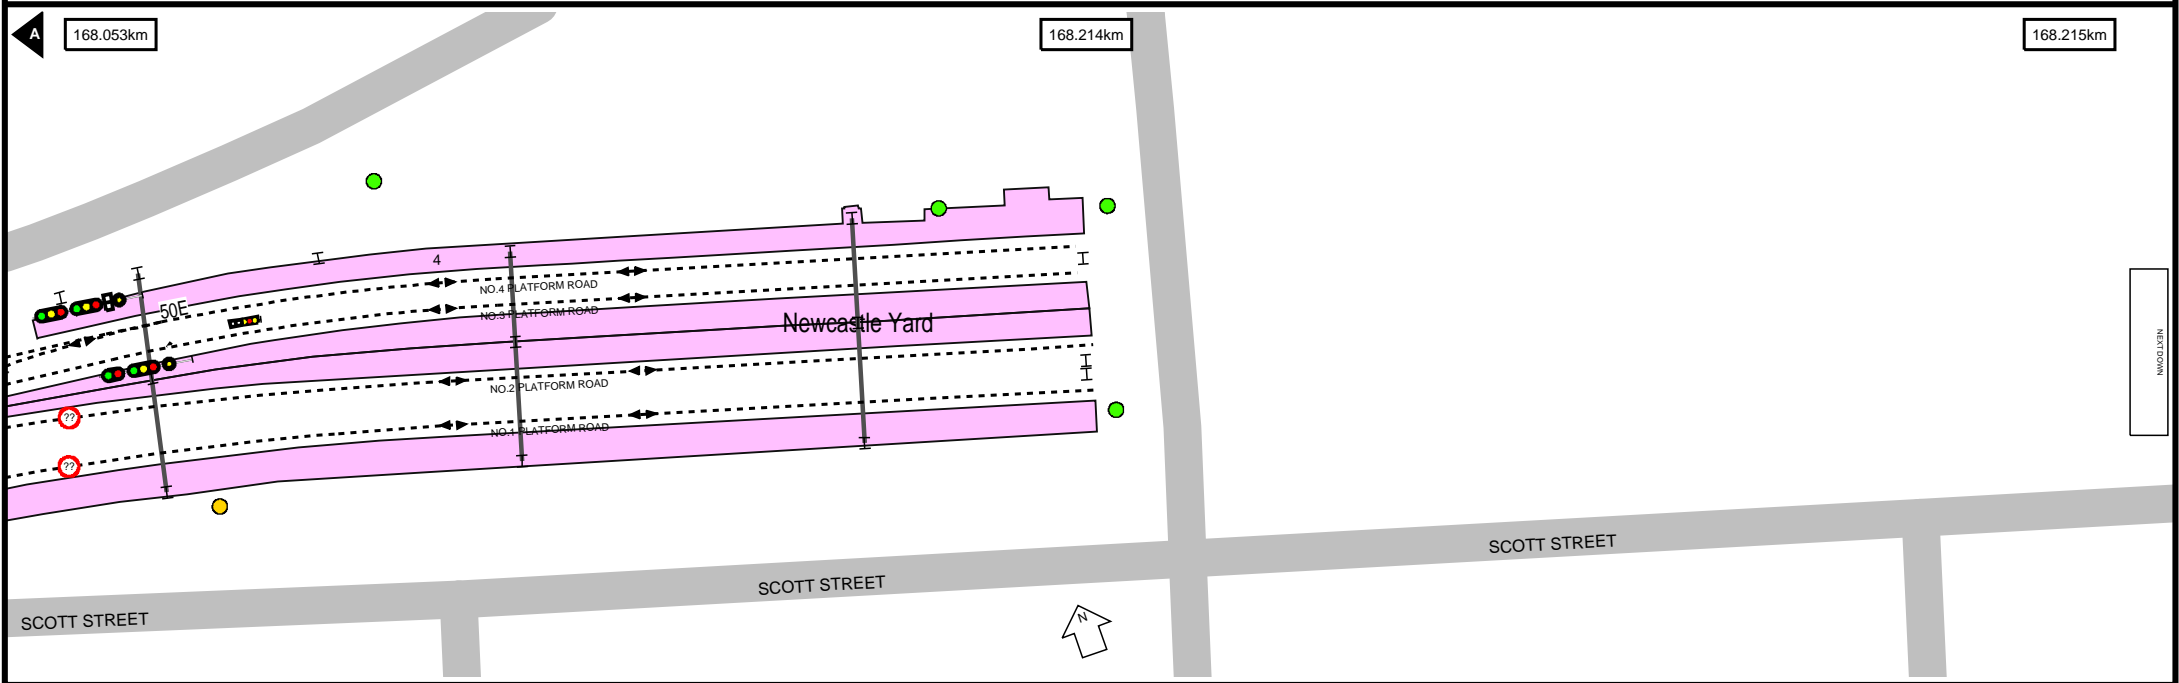 A
168.053km
168.214km
168.215km
4
NO.4 PLATFORM ROAD
50E
NO.3 PLATFORM ROAD
Newcastle Yard
NO.2 PLATFORM ROAD
??
NO.1 PLATFORM ROAD
??
NEXT DOWN
SCOTT STREET
SCOTT STREET
SCOTT STREET
N